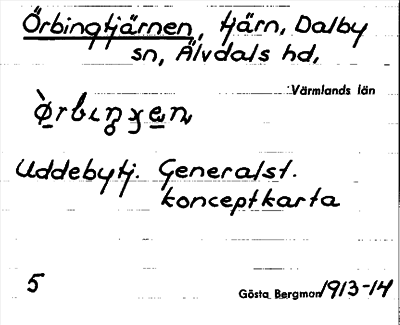 Örbingtjärnen, tjärn, Dalby
sn, Älvdals hd,
Värmlands län
Uddebytj. Generalst.
konceptkarta
5
Gösta Bergman 1913-14